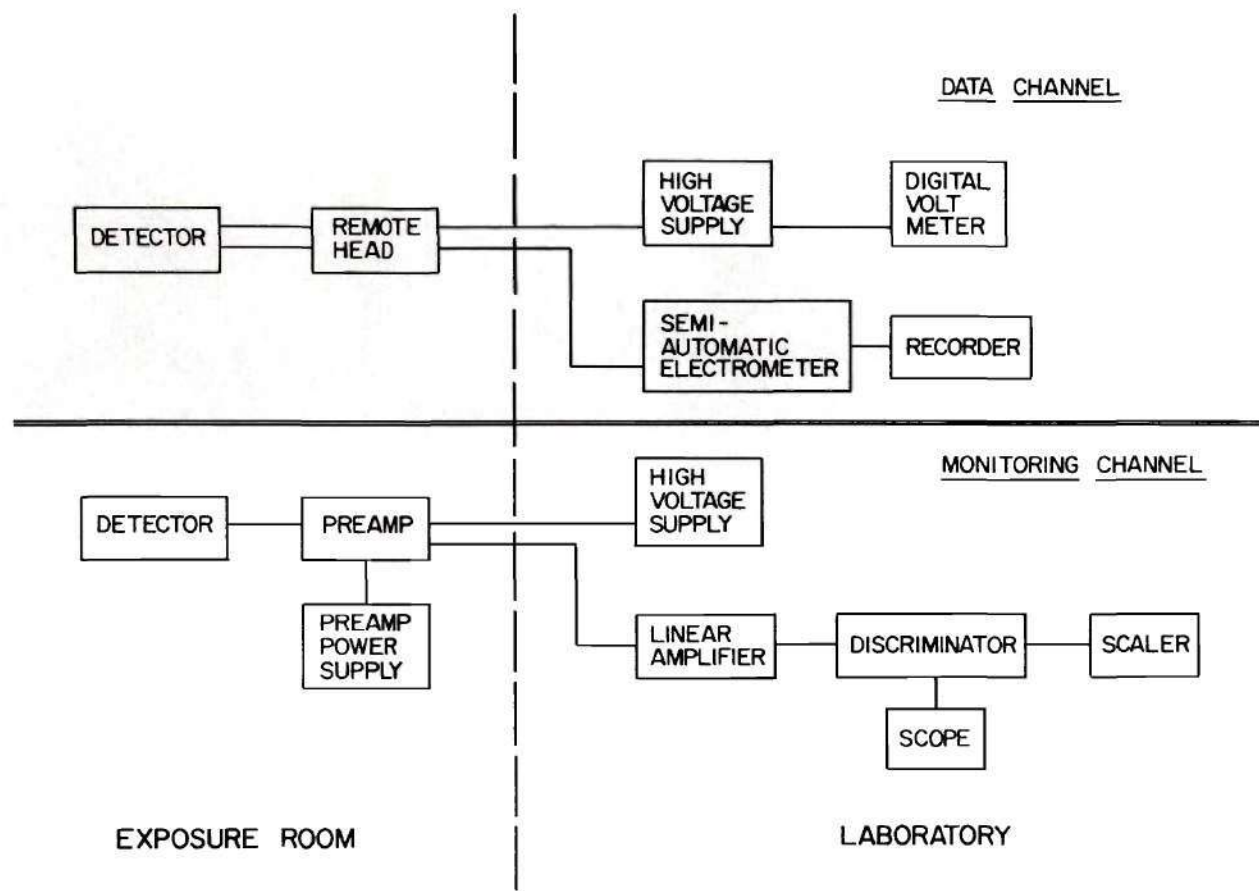 DATA CHANNEL
HIGH
VOLTAGE
SUPPLY
DIGITAL
VOLT
METER
DETECTOR
REMOTE
HEAD
SEMI-
AUTOMATIC
ELECTROMETER
RECORDER
MONITORING CHANNEL
HIGH
VOLTAGE
SUPPLY
DETECTOR
PREAMP
PREAMP
POWER
SUPPLY
LINEAR
AMPLIFIER
DISCRIMINATOR
SCALER
SCOPE
EXPOSURE ROOM
LABORATORY